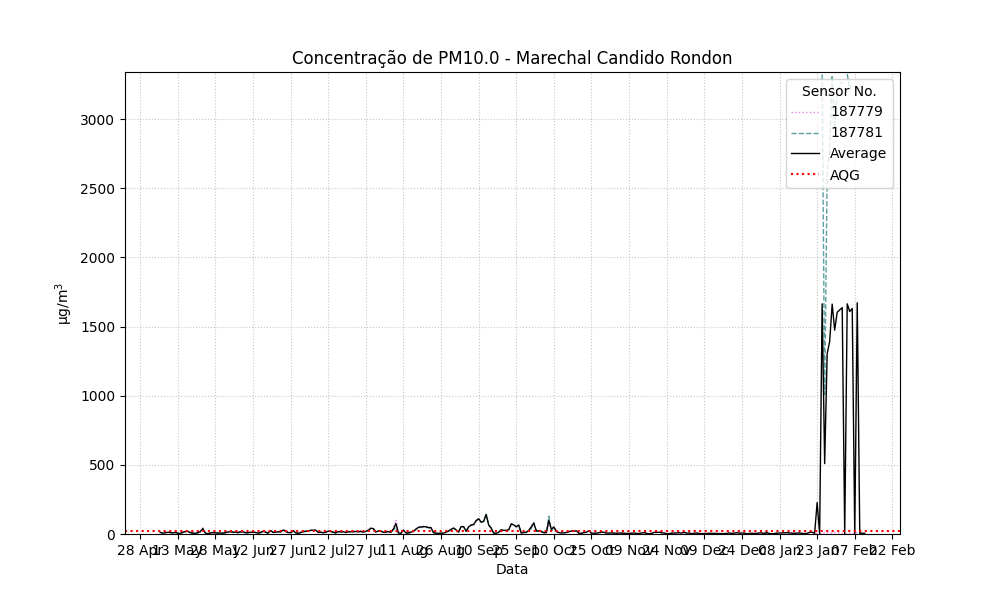 Concentração de PM10.0 - Marechal Candido Rondon
Sensor No.
187779
187781
Average
AQG
3000
2500
2000
1500
1000
500
0
µg/m³
28 Apr 13 May 28 May 12 Jun 27 Jun 12 Jul 27 Jul 11 Aug 26 Aug 10 Sep 25 Sep 10 Oct 25 Oct 09 Nov 24 Nov 09 Dec 24 Dec 08 Jan 23 Jan 07 Feb 22 Feb
Data